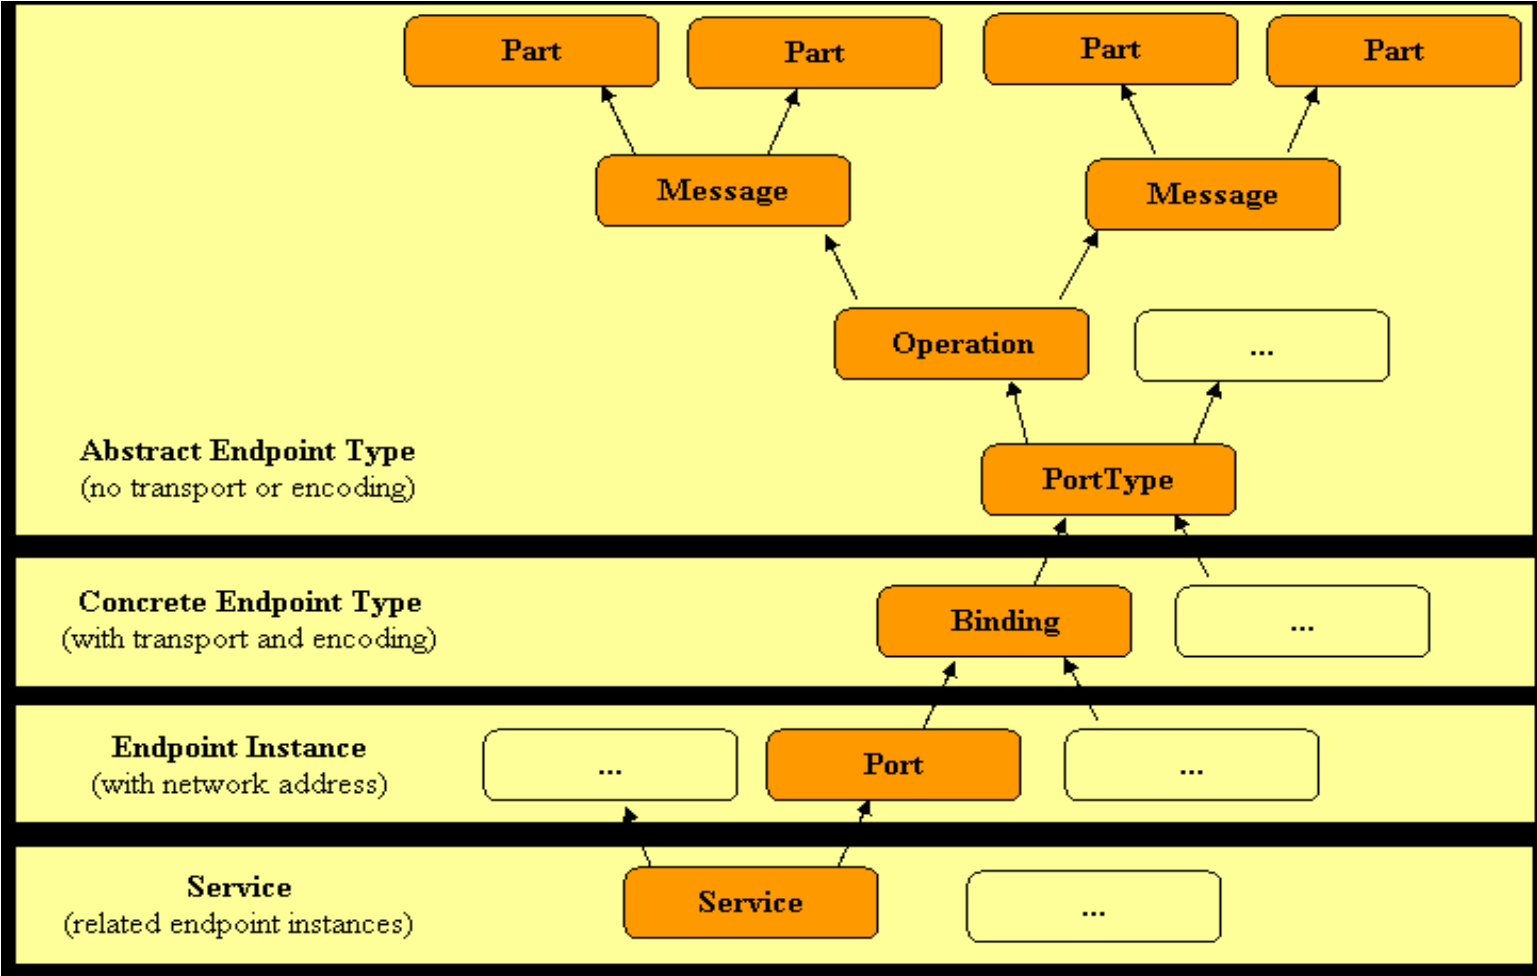 Part
Part
Part
Part
Message
Message
Operation
...
Abstract Endpoint Type
(no transport or encoding)
PortType
Concrete Endpoint Type
(with transport and encoding)
Binding
...
Endpoint Instance
(with network address)
...
Port
...
Service
(related endpoint instances)
Service
...